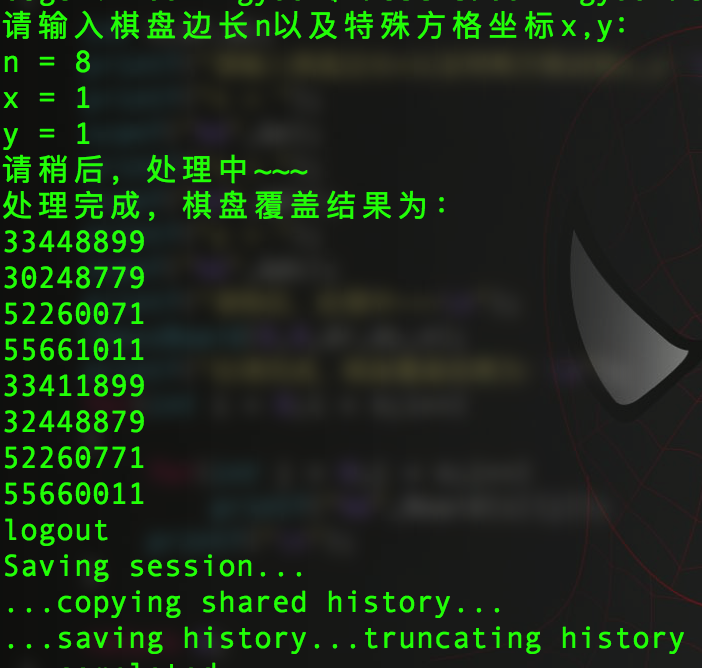 请输入棋盘边长n以及特殊方格坐标x,y：
n = 8
x = 1
y = 1
请稍后，处理中~~~
处理完成，棋盘覆盖结果为：
33448899
30248779
52260071
55661011
33411899
32448879
52260771
55660011
logout
Saving session...
...copying shared history...
...saving history...truncating history